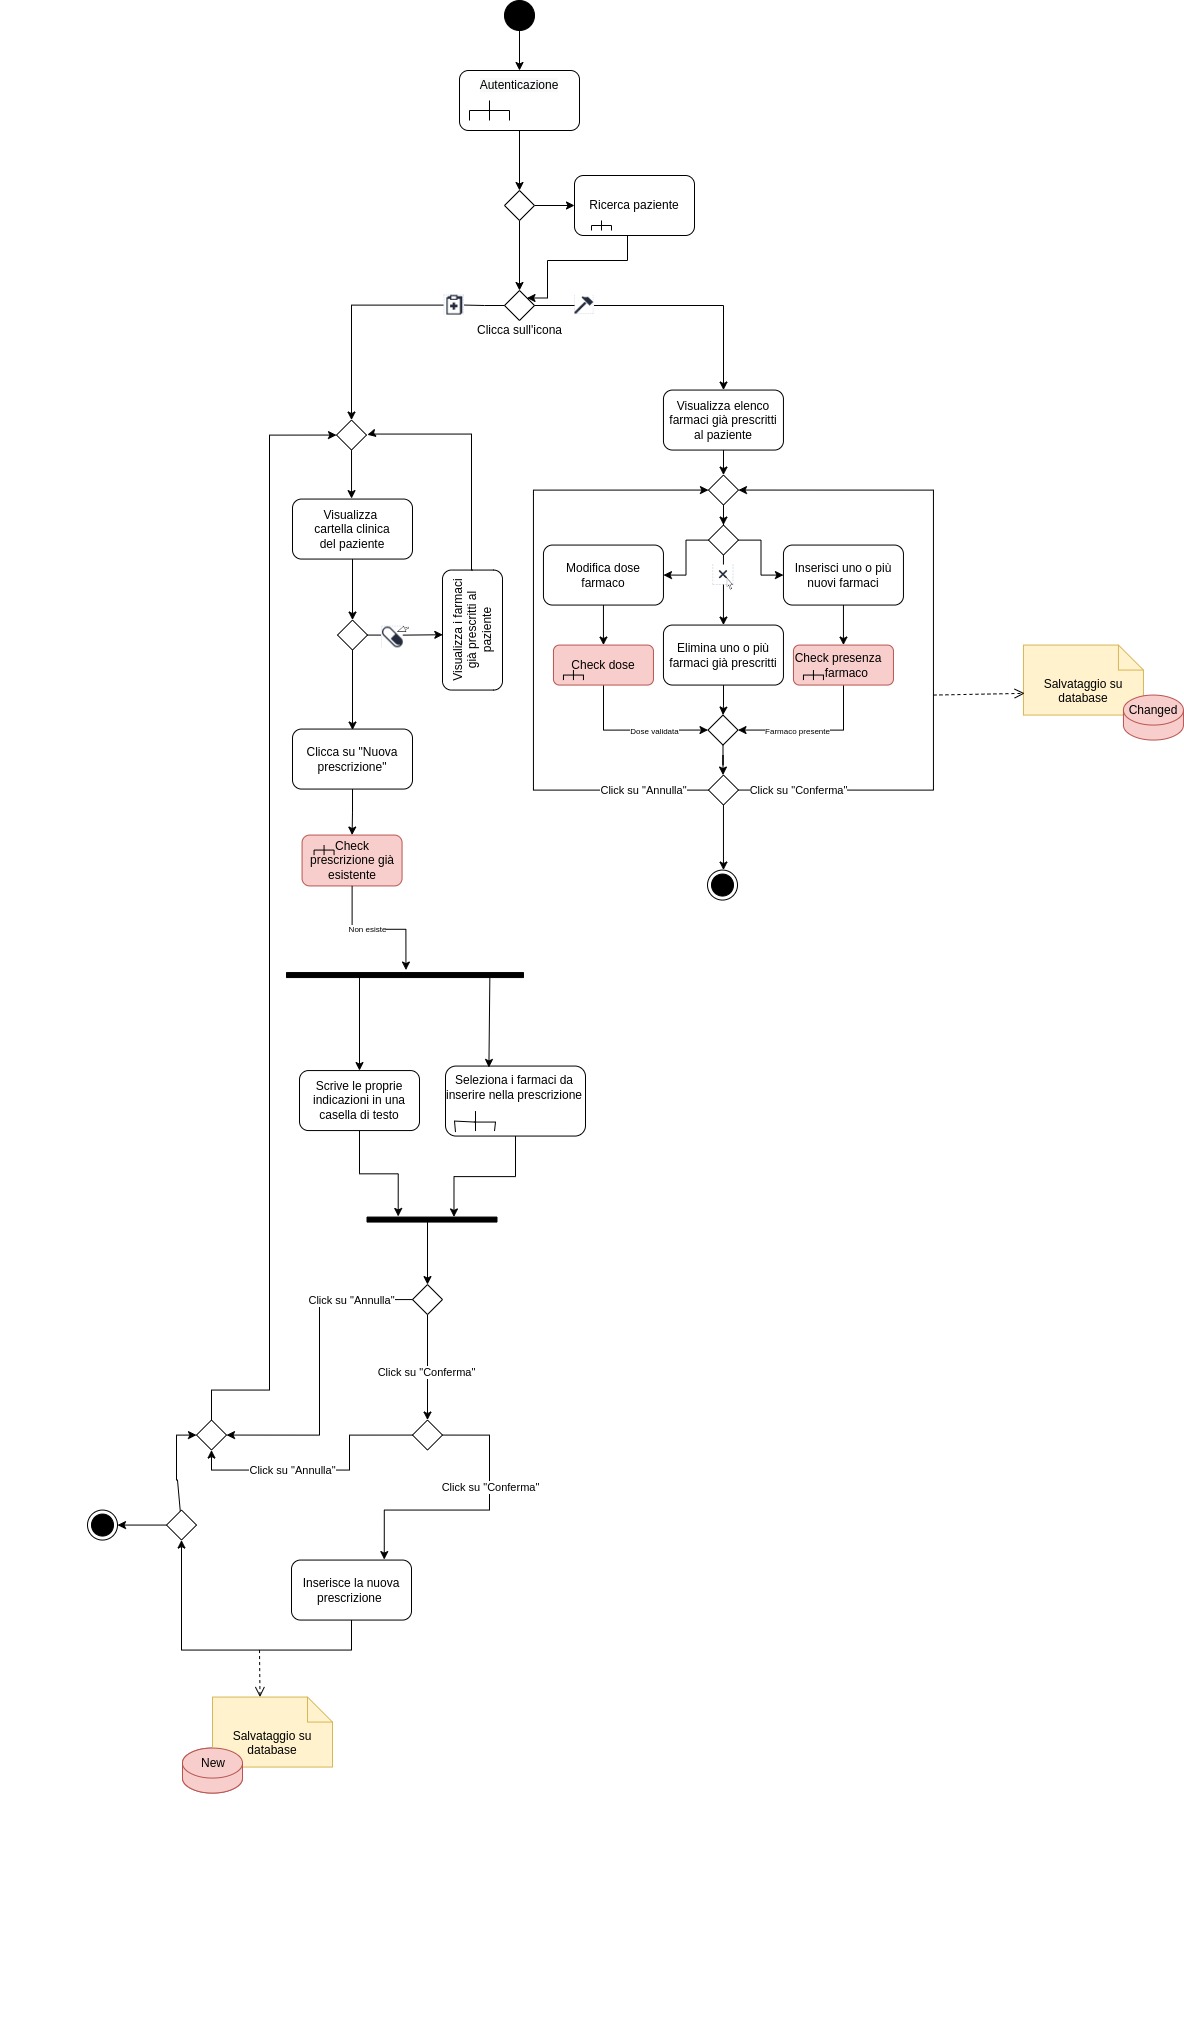 Autenticazione
Ricerca paziente
Clicca sull'icona
Visualizza elenco
farmaci già prescritti
al paziente
Visualizza
cartella clinica
del paziente
Visualizza i farmaci
già prescritti al
paziente
Modifica dose
farmaco
Inserisci uno o più
nuovi farmaci
Elimina uno o più
farmaci già prescritti
Check dose
Check presenza
farmaco
Salvataggio su
database
Changed
Dose validata
Farmaco presente
Clicca su "Nuova
prescrizione"
Click su "Annulla"
Click su "Conferma"
Check
prescrizione già
esistente
Non esiste
Scrive le proprie
indicazioni in una
casella di testo
Seleziona i farmaci da
inserire nella prescrizione
Click su "Annulla"
Click su "Conferma"
Click su "Annulla"
Click su "Conferma"
Inserisce la nuova
prescrizione
Salvataggio su
database
New